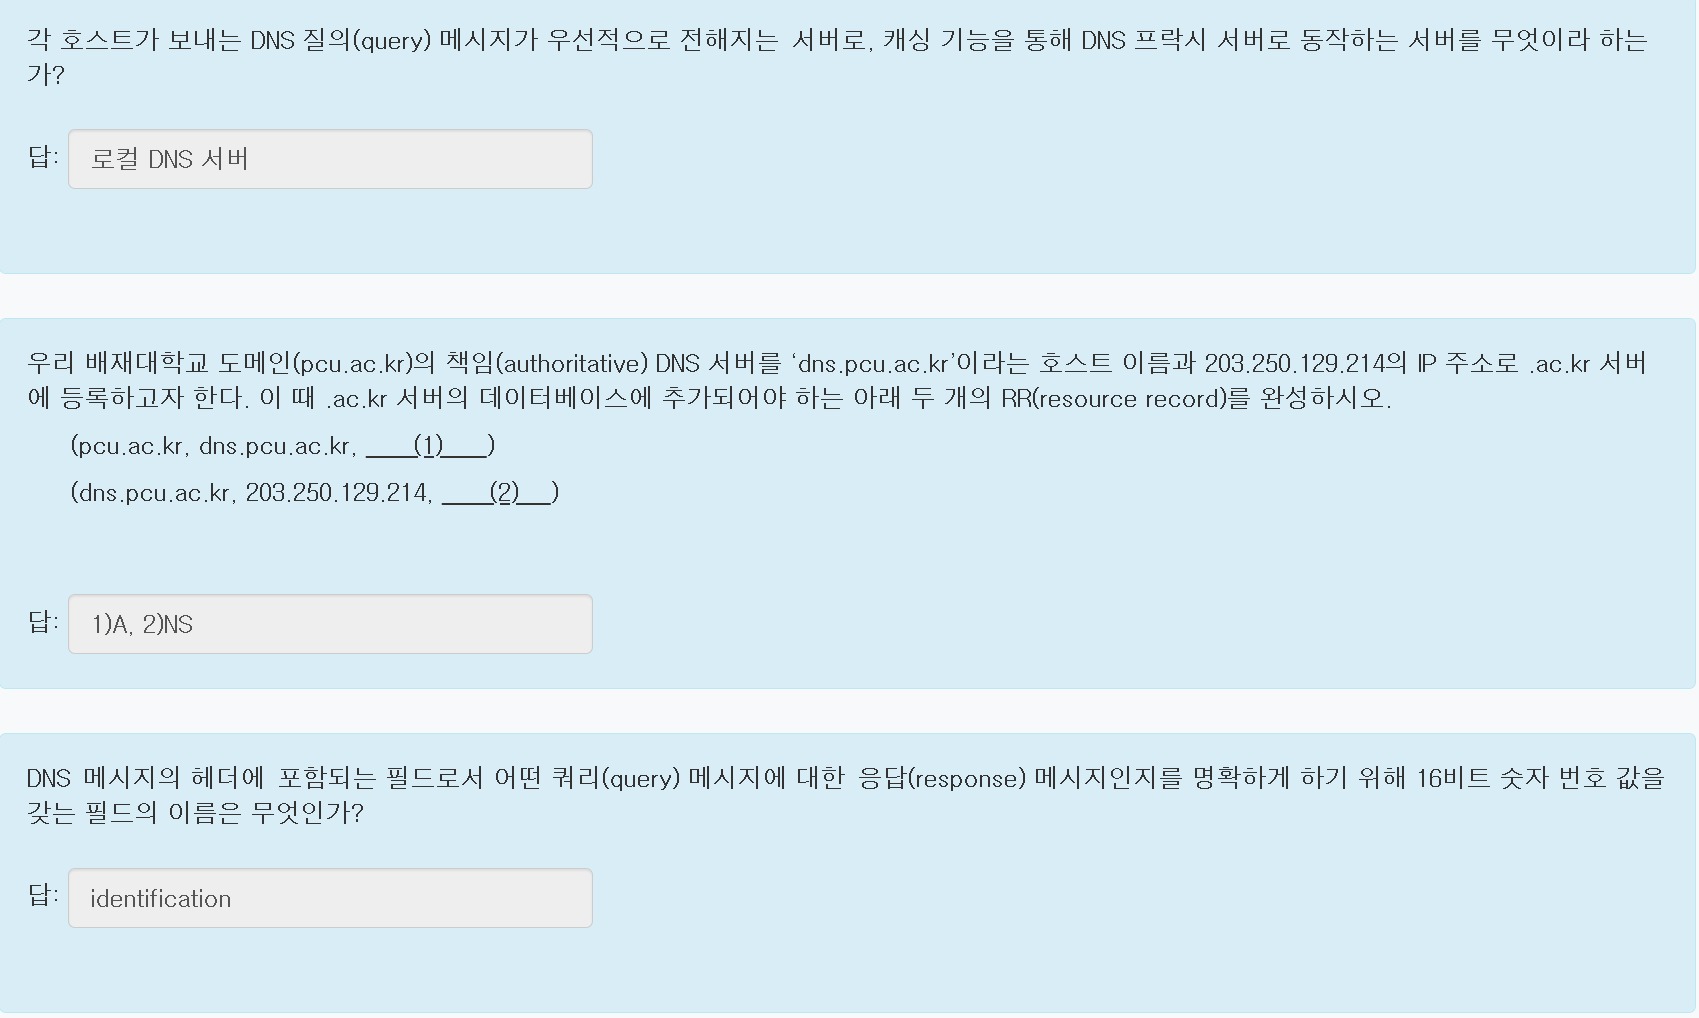 각 호스트가 보내는 DNS 질의(query) 메시지가 우선적으로 전해지는 서버로, 캐싱 기능을 통해 DNS 프락시 서버로 동작하는 서버를 무엇이라 하는
가?
답: 로컬 DNS 서버
우리 배재대학교 도메인(pcu.ac.kr)의 책임(authoritative) DNS 서버를 ‘dns.pcu.ac.kr’이라는 호스트 이름과 203.250.129.214의 IP 주소로 .ac.kr 서버
에 등록하고자 한다. 이 때 .ac.kr 서버의 데이터베이스에 추가되어야 하는 아래 두 개의 RR(resource record)를 완성하시오.
(pcu.ac.kr, dns.pcu.ac.kr, ____(1)____)
(dns.pcu.ac.kr, 203.250.129.214, ____(2)___)
답: 1)A, 2)NS
DNS 메시지의 헤더에 포함되는 필드로서 어떤 쿼리(query) 메시지에 대한 응답(response) 메시지인지를 명확하게 하기 위해 16비트 숫자 번호 값을
갖는 필드의 이름은 무엇인가?
답: identification